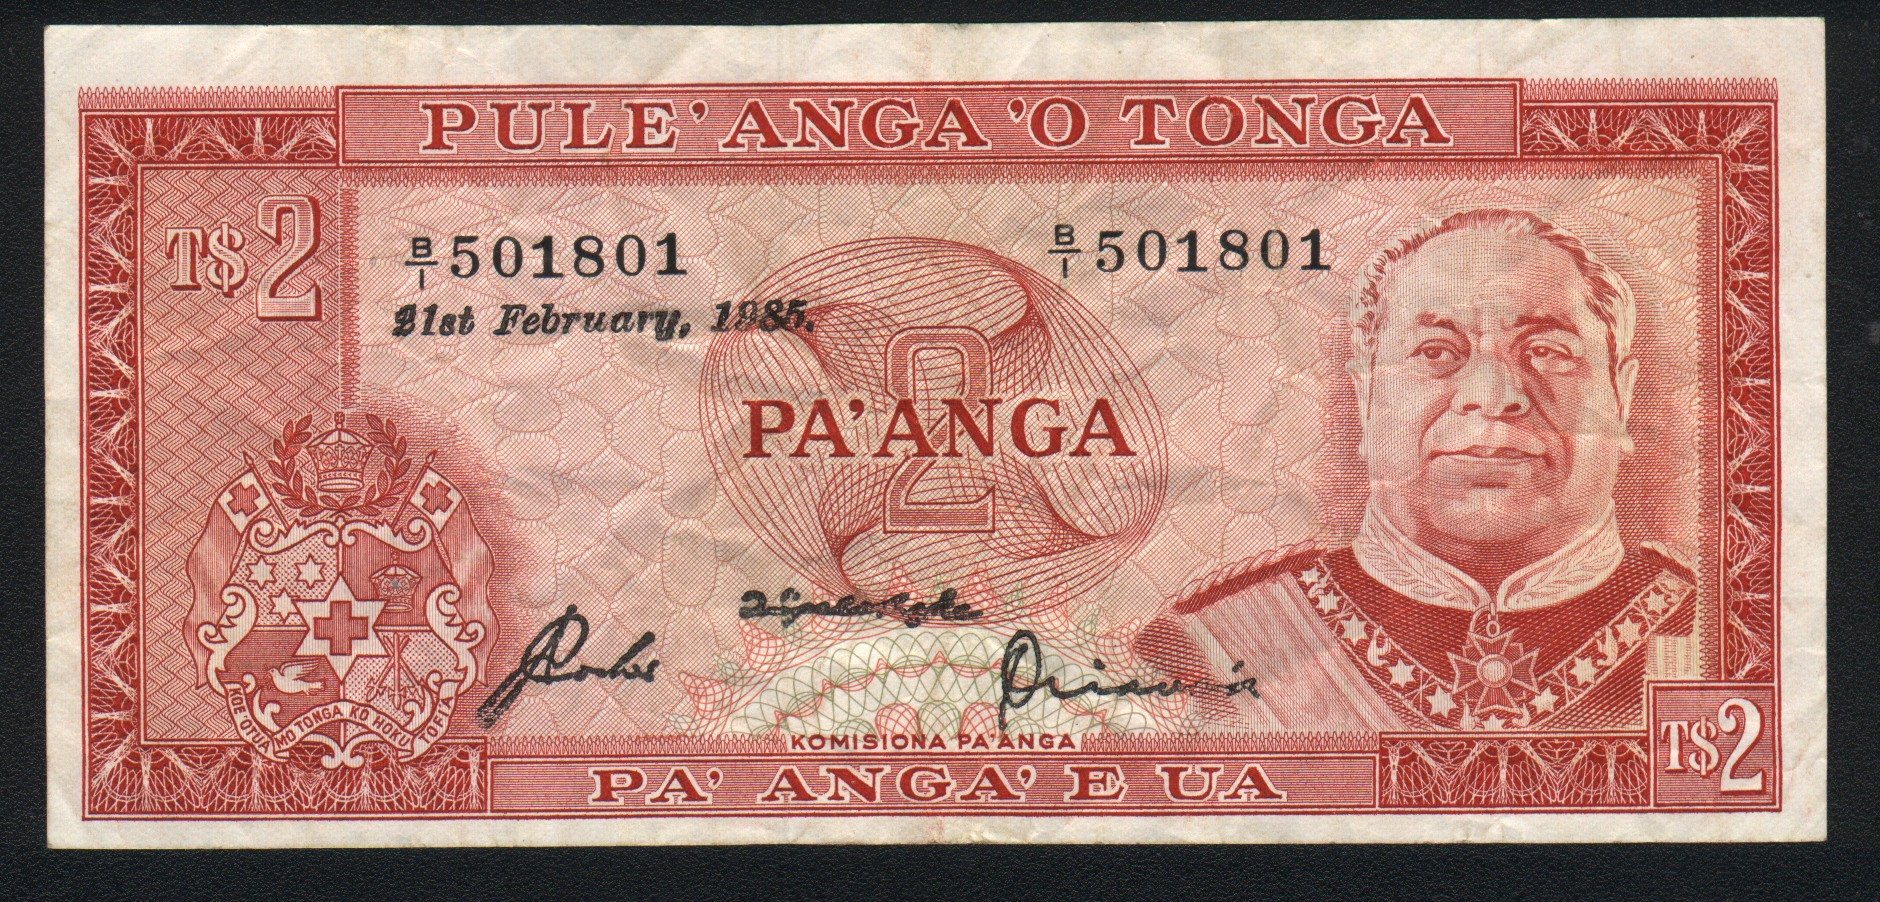 PULE'ANGA 'O TONGA
T$2
B/1 501801
B/1 501801
21st February, 1985.
2
PA'ANGA
KOE 'OTUA MO TONGA KO HOKU TOFI'A
KOMISIONA PA'ANGA
PA' ANGA' E UA
T$2